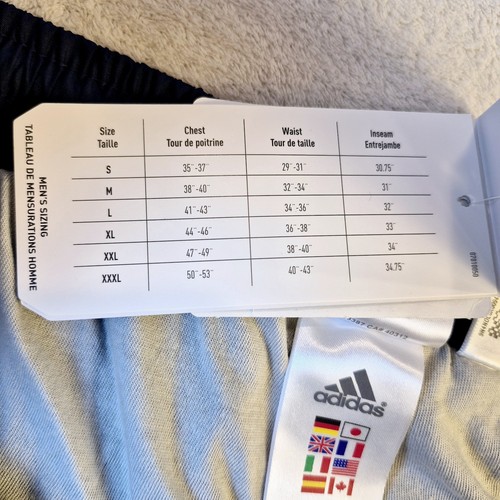 MEN'S SIZING
TABLEAU DE MENSURATIONS HOMME
Size Chest Waist Inseam
Taille Tour de poitrine Tour de taille Entrejambe
S 35"-37" 29"-31" 30.75"
M 38"-40" 32"-34" 31"
L 41"-43" 34"-36" 32"
XL 44"-46" 36"-38" 33"
XXL 47"-49" 38"-40" 34"
XXXL 50"-53" 40"-43" 34.75"
adidas